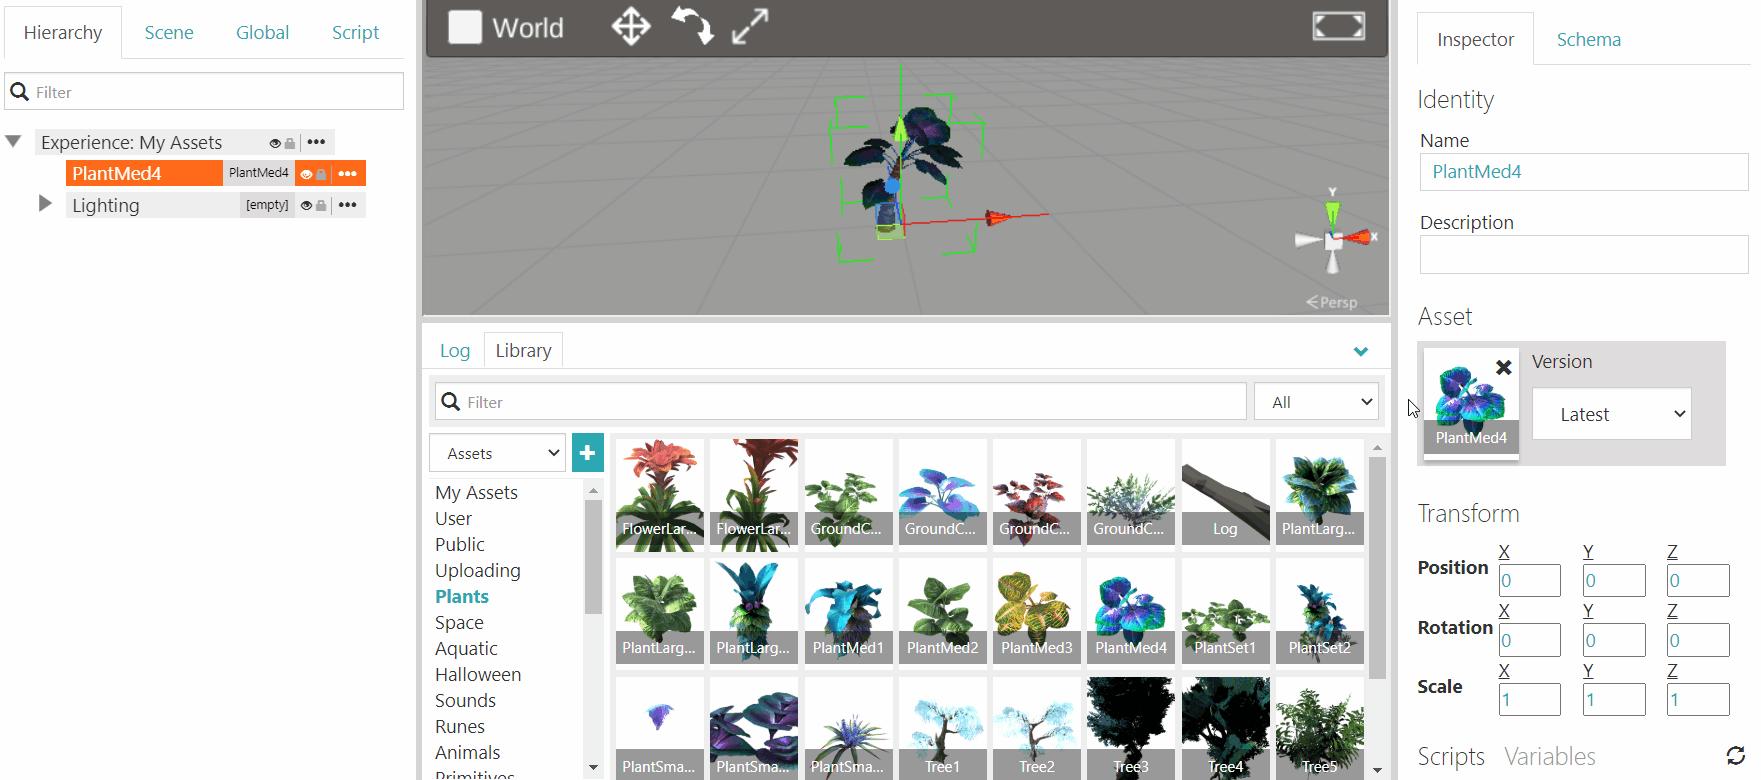 Hierarchy Scene Global Script
Filter
Experience: My Assets
PlantMed4 PlantMed4
Lighting [empty]
World
Y
X
Persp
Log Library
Filter All
Assets
My Assets
User
Public
Uploading
Plants
Space
Aquatic
Halloween
Sounds
Runes
Animals
Primitives
FlowerLar... FlowerLar... GroundC... GroundC... GroundC... GroundC... Log PlantLarg...
PlantLarg... PlantLarg... PlantMed1 PlantMed2 PlantMed3 PlantMed4 PlantSet1 PlantSet2
PlantSma... PlantSma... PlantSma... Tree1 Tree2 Tree3 Tree4 Tree5
Inspector Schema
Identity
Name
PlantMed4
Description
Asset
PlantMed4
Version
Latest
Transform
X Y Z
Position 0 0 0
X Y Z
Rotation 0 0 0
X Y Z
Scale 1 1 1
Scripts Variables